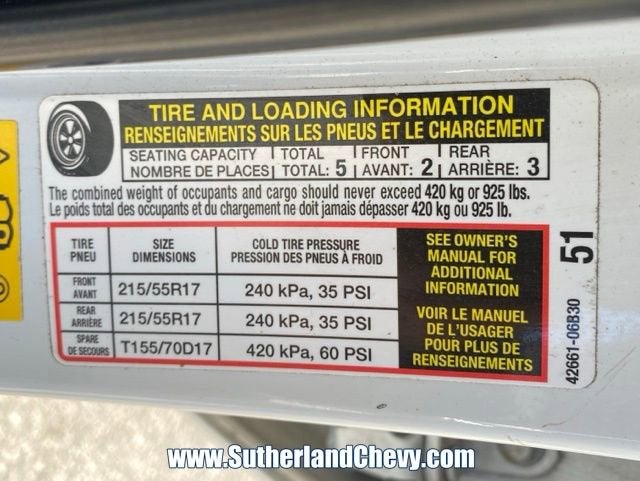 TIRE AND LOADING INFORMATION
RENSEIGNEMENTS SUR LES PNEUS ET LE CHARGEMENT
SEATING CAPACITY TOTAL FRONT REAR
NOMBRE DE PLACES TOTAL: 5 AVANT: 2 ARRIÈRE: 3
The combined weight of occupants and cargo should never exceed 420 kg or 925 lbs.
Le poids total des occupants et du chargement ne doit jamais dépasser 420 kg ou 925 lb.
TIRE SIZE COLD TIRE PRESSURE
PNEU DIMENSIONS PRESSION DES PNEUS À FROID
FRONT
AVANT 215/55R17 240 kPa, 35 PSI
REAR
ARRIÈRE 215/55R17 240 kPa, 35 PSI
SPARE
DE SECOURS T155/70D17 420 kPa, 60 PSI
SEE OWNER'S
MANUAL FOR
ADDITIONAL
INFORMATION
VOIR LE MANUEL
DE L'USAGER
POUR PLUS DE
RENSEIGNEMENTS
51
42661-06B30
www.SutherlandChevy.com